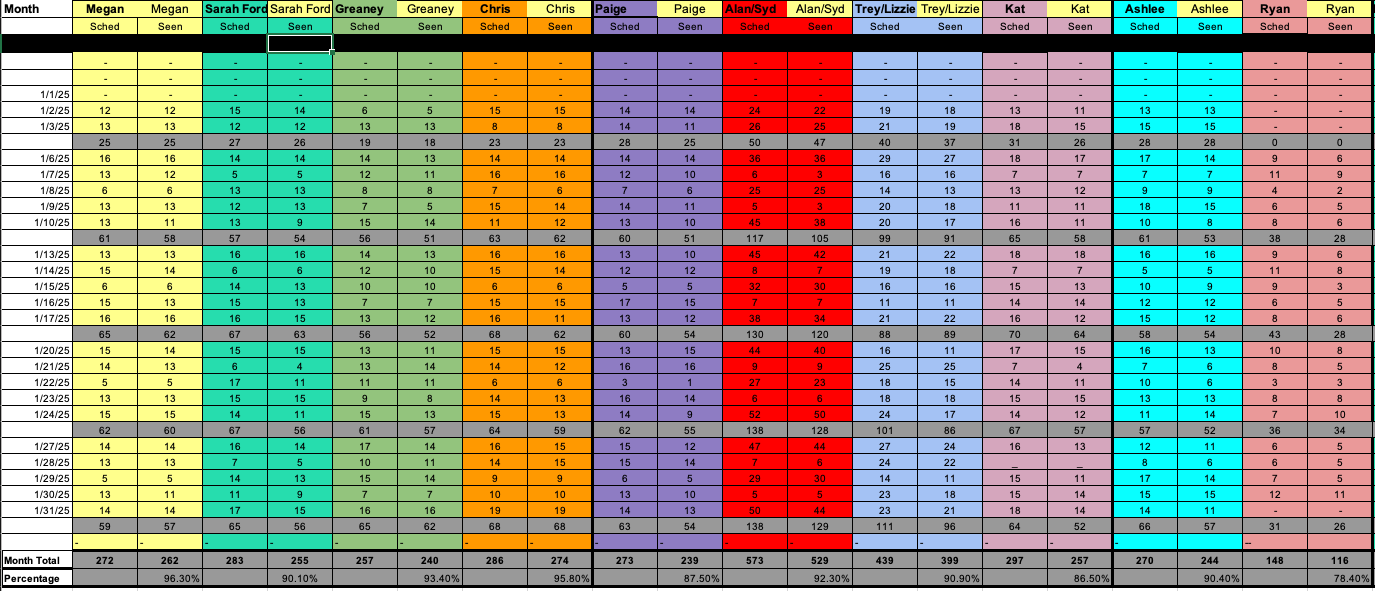 Month Megan Megan Sarah Ford Sarah Ford Greaney Greaney Chris Chris Paige Paige Alan/Syd Alan/Syd Trey/Lizzie Trey/Lizzie Kat Kat Ashlee Ashlee Ryan Ryan
Sched Seen Sched Seen Sched Seen Sched Seen Sched Seen Sched Seen Sched Seen Sched Seen Sched Seen Sched Seen
- - - - - - - - - - - - - - - - - - - -
- - - - - - - - - - - - - - - - - - - -
1/1/25 - - - - - - - - - - - - - - - - - - - -
1/2/25 12 12 15 14 6 5 15 15 14 14 24 22 19 18 13 11 13 13 - -
1/3/25 13 13 12 12 13 13 8 8 14 11 26 25 21 19 18 15 15 15 - -
25 25 27 26 19 18 23 23 28 25 50 47 40 37 31 26 28 28 0 0
1/6/25 16 16 14 14 14 13 14 14 14 14 36 36 29 27 18 17 17 14 9 6
1/7/25 13 12 5 5 12 11 16 16 12 10 6 3 16 16 7 7 7 7 11 9
1/8/25 6 6 13 13 8 8 7 6 7 6 25 25 14 13 13 12 9 9 4 2
1/9/25 13 13 12 13 7 5 15 14 14 11 5 3 20 18 11 11 18 15 6 5
1/10/25 13 11 13 9 15 14 11 12 13 10 45 38 20 17 16 11 10 8 8 6
61 58 57 54 56 51 63 62 60 51 117 105 99 91 65 58 61 53 38 28
1/13/25 13 13 16 16 14 13 16 16 13 10 45 42 21 22 18 18 16 16 9 6
1/14/25 15 14 6 6 12 10 15 14 12 12 8 7 19 18 7 7 5 5 11 8
1/15/25 6 6 14 13 10 10 6 6 5 5 32 30 16 16 15 13 10 9 9 3
1/16/25 15 13 15 13 7 7 15 15 17 15 7 7 11 11 14 14 12 12 6 5
1/17/25 16 16 16 15 13 12 16 11 13 12 38 34 21 22 16 12 15 12 8 6
65 62 67 63 56 52 68 62 60 54 130 120 88 89 70 64 58 54 43 28
1/20/25 15 14 15 15 13 11 15 15 13 15 44 40 16 11 17 15 16 13 10 8
1/21/25 14 13 6 4 13 11 14 12 16 16 9 9 25 25 7 4 7 6 8 5
1/22/25 5 5 17 11 11 11 6 6 3 1 27 23 18 15 14 11 10 6 3 3
1/23/25 13 13 15 15 9 8 14 13 16 14 6 6 18 18 15 15 13 13 8 8
1/24/25 15 15 14 11 15 13 15 13 14 9 52 50 24 17 14 12 11 14 7 10
62 60 67 56 61 57 64 59 62 55 138 128 101 86 67 57 57 52 36 34
1/27/25 14 14 16 14 17 14 16 15 15 12 47 44 27 24 16 13 12 11 6 5
1/28/25 13 13 7 5 10 11 14 15 15 14 7 6 24 22 _ _ 8 6 7 5
1/29/25 5 5 14 13 15 14 9 9 6 5 29 30 14 11 15 11 17 14 7 5
1/30/25 13 11 11 9 7 7 10 10 13 10 5 5 23 18 15 14 15 15 12 11
1/31/25 14 14 17 15 16 16 19 19 14 13 50 44 23 21 18 14 14 11 - -
59 57 65 56 65 62 68 68 63 54 138 129 111 96 64 52 66 57 31 26
- - - - - - - - - - - - - - - - - - --
Month Total 272 262 283 255 257 240 286 274 273 239 573 529 439 399 297 257 270 244 148 116
Percentage 96.30% 90.10% 93.40% 95.80% 87.50% 92.30% 90.90% 86.50% 90.40% 78.40%